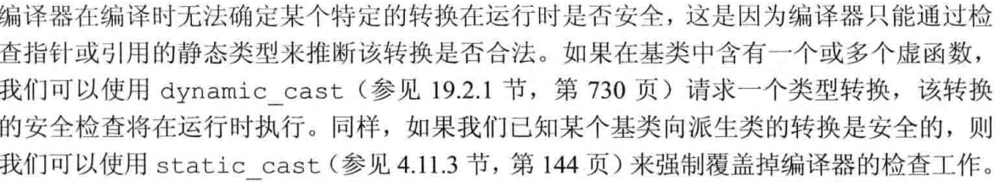 编译器在编译时无法确定某个特定的转换在运行时是否安全，这是因为编译器只能通过检
查指针或引用的静态类型来推断该转换是否合法。如果在基类中含有一个或多个虚函数，
我们可以使用 dynamic_cast（参见 19.2.1 节，第 730 页）请求一个类型转换，该转换
的安全检查将在运行时执行。同样，如果我们已知某个基类向派生类的转换是安全的，则
我们可以使用 static_cast（参见 4.11.3 节，第 144 页）来强制覆盖掉编译器的检查工作。